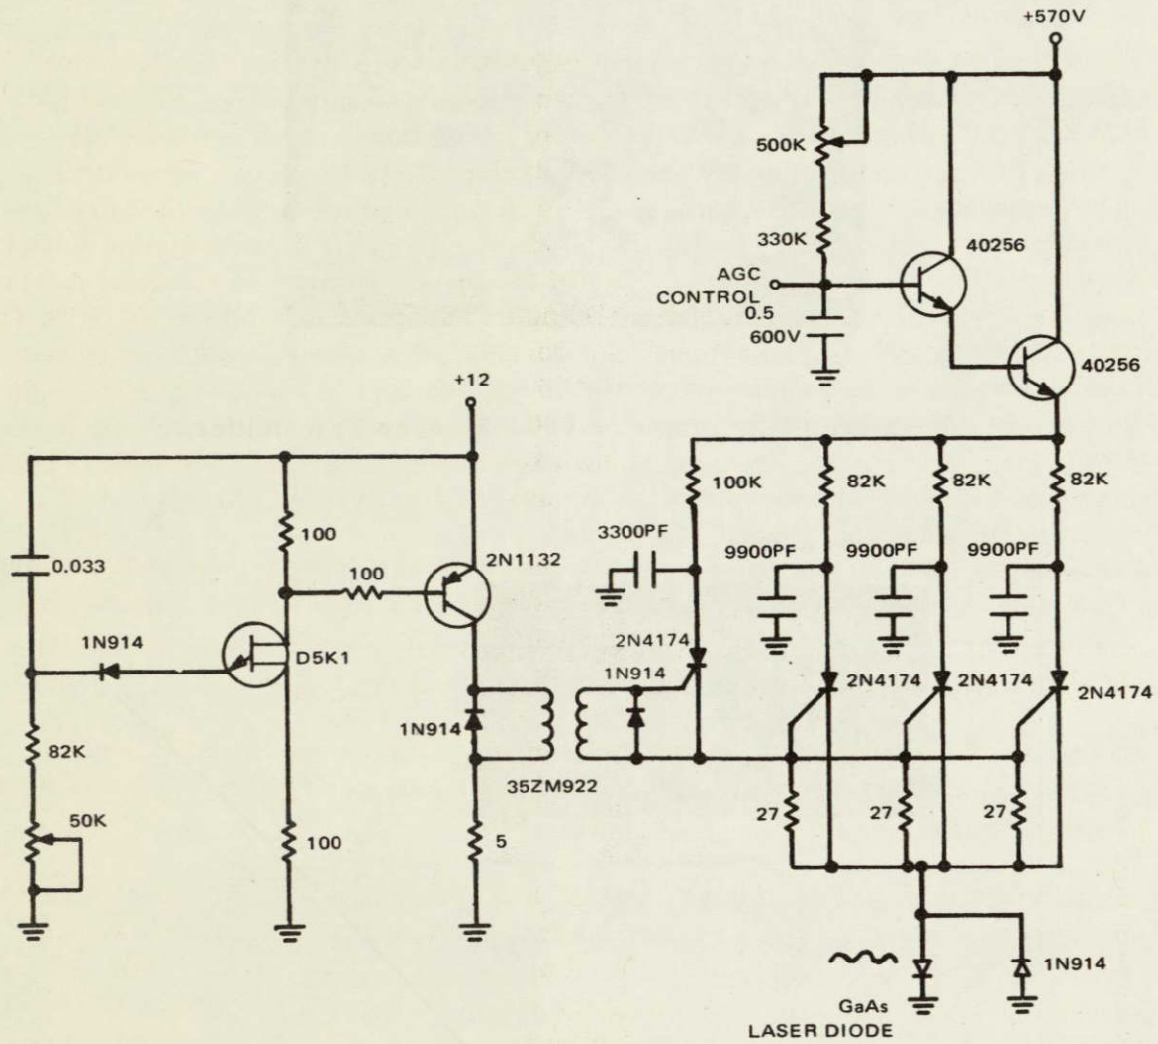 +570V
500K
330K
40256
AGC
CONTROL
0.5
600V
40256
+12
100K
82K
82K
82K
100
3300PF
0.033
2N1132
9900PF
9900PF
9900PF
100
1N914
D5K1
2N4174
1N914
2N4174
2N4174
2N4174
1N914
82K
35ZM922
50K
100
5
27
27
27
1N914
GaAs
LASER DIODE